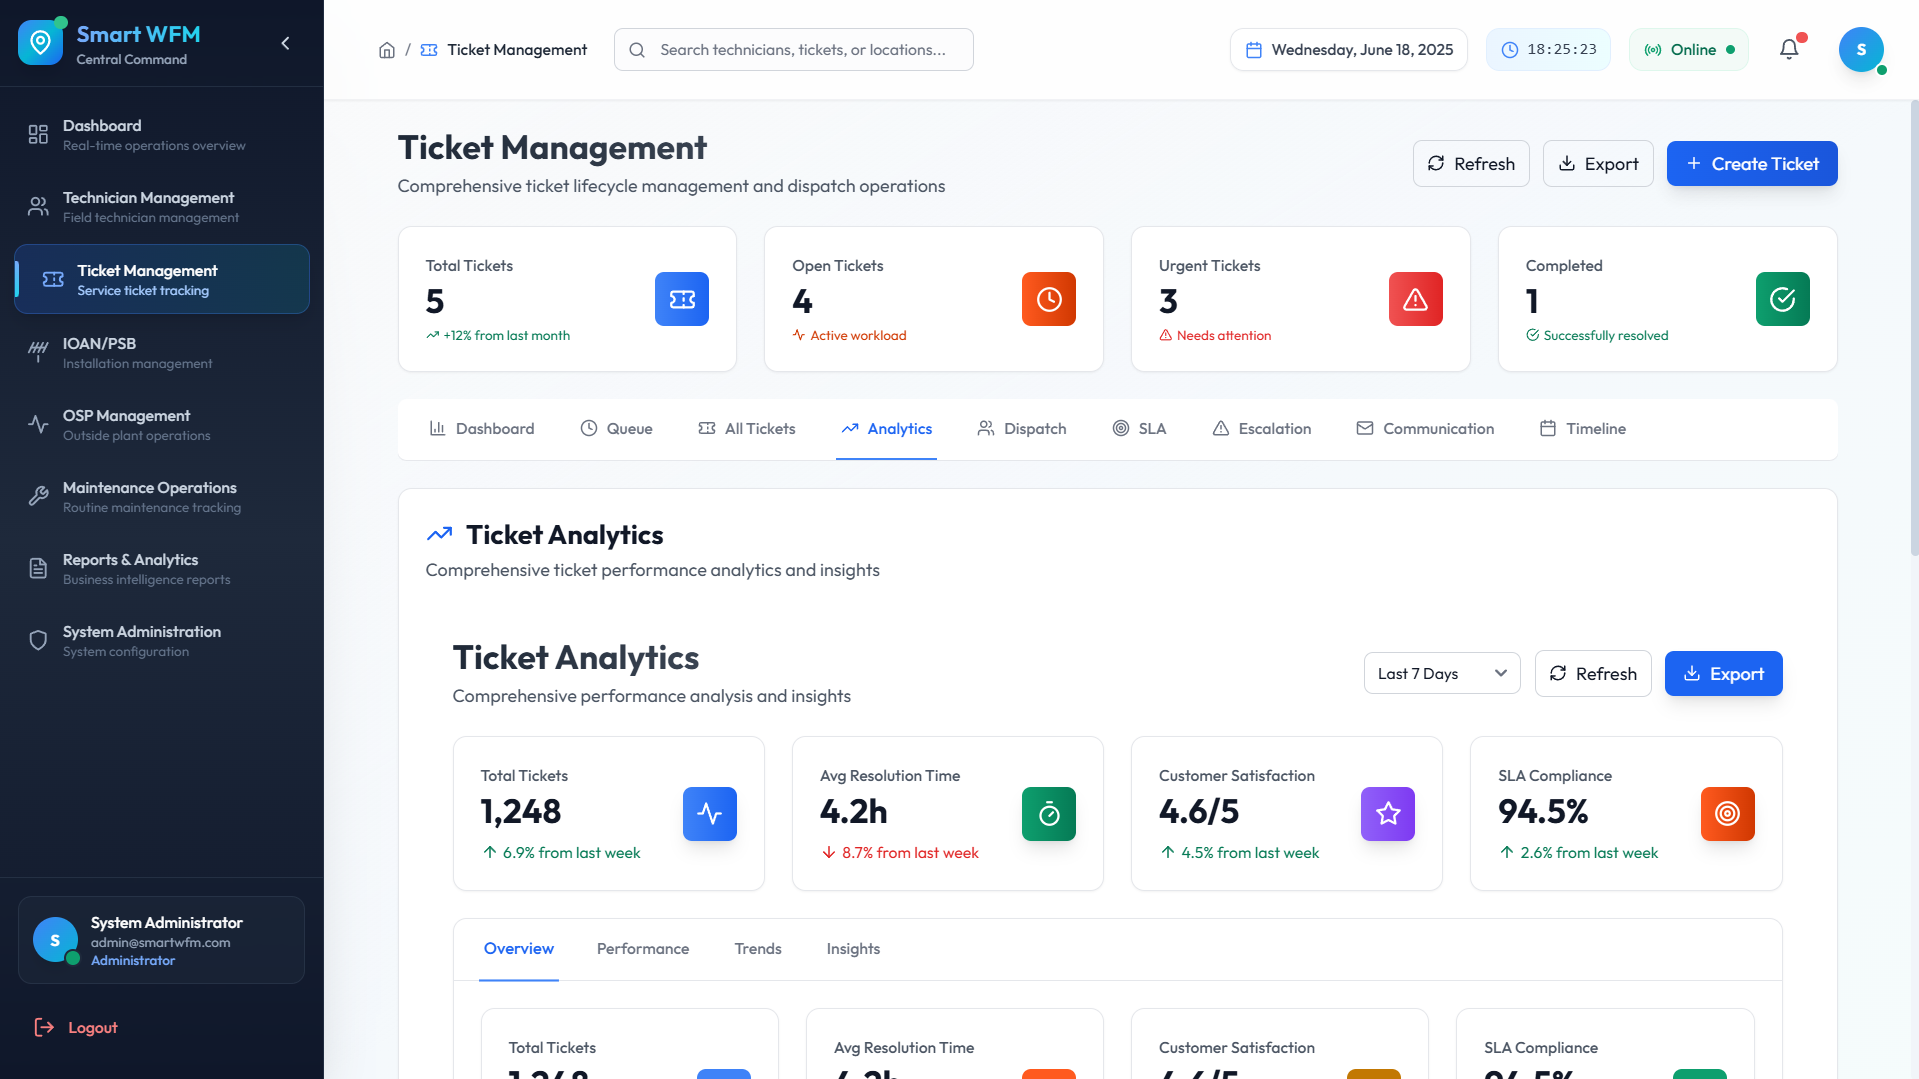 Smart WFM
Central Command
Dashboard
Real-time operations overview
Technician Management
Field technician management
Ticket Management
Service ticket tracking
IOAN/PSB
Installation management
OSP Management
Outside plant operations
Maintenance Operations
Routine maintenance tracking
Reports & Analytics
Business intelligence reports
System Administration
System configuration
S
System Administrator
admin@smartwfm.com
Administrator
Logout
/ Ticket Management
Search technicians, tickets, or locations...
Wednesday, June 18, 2025
18:25:23
Online
S
Ticket Management
Comprehensive ticket lifecycle management and dispatch operations
Refresh
Export
Create Ticket
Total Tickets
5
+12% from last month
Open Tickets
4
Active workload
Urgent Tickets
3
Needs attention
Completed
1
Successfully resolved
Dashboard
Queue
All Tickets
Analytics
Dispatch
SLA
Escalation
Communication
Timeline
Ticket Analytics
Comprehensive ticket performance analytics and insights
Ticket Analytics
Comprehensive performance analysis and insights
Last 7 Days
Refresh
Export
Total Tickets
1,248
6.9% from last week
Avg Resolution Time
4.2h
8.7% from last week
Customer Satisfaction
4.6/5
4.5% from last week
SLA Compliance
94.5%
2.6% from last week
Overview
Performance
Trends
Insights
Total Tickets
1,248
Avg Resolution Time
4.2h
Customer Satisfaction
4.6/5
SLA Compliance
94.5%